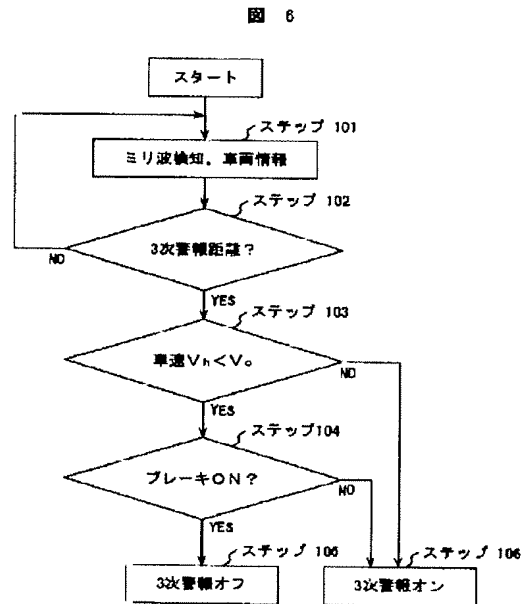 図 6
スタート
ステップ 101
ミリ波検知，車両情報
ステップ 102
3次警報距離？
NO
YES
ステップ 103
車速Vh＜Vo
NO
YES
ステップ104
ブレーキON？
NO
YES
ステップ 105
ステップ 106
3次警報オフ
3次警報オン